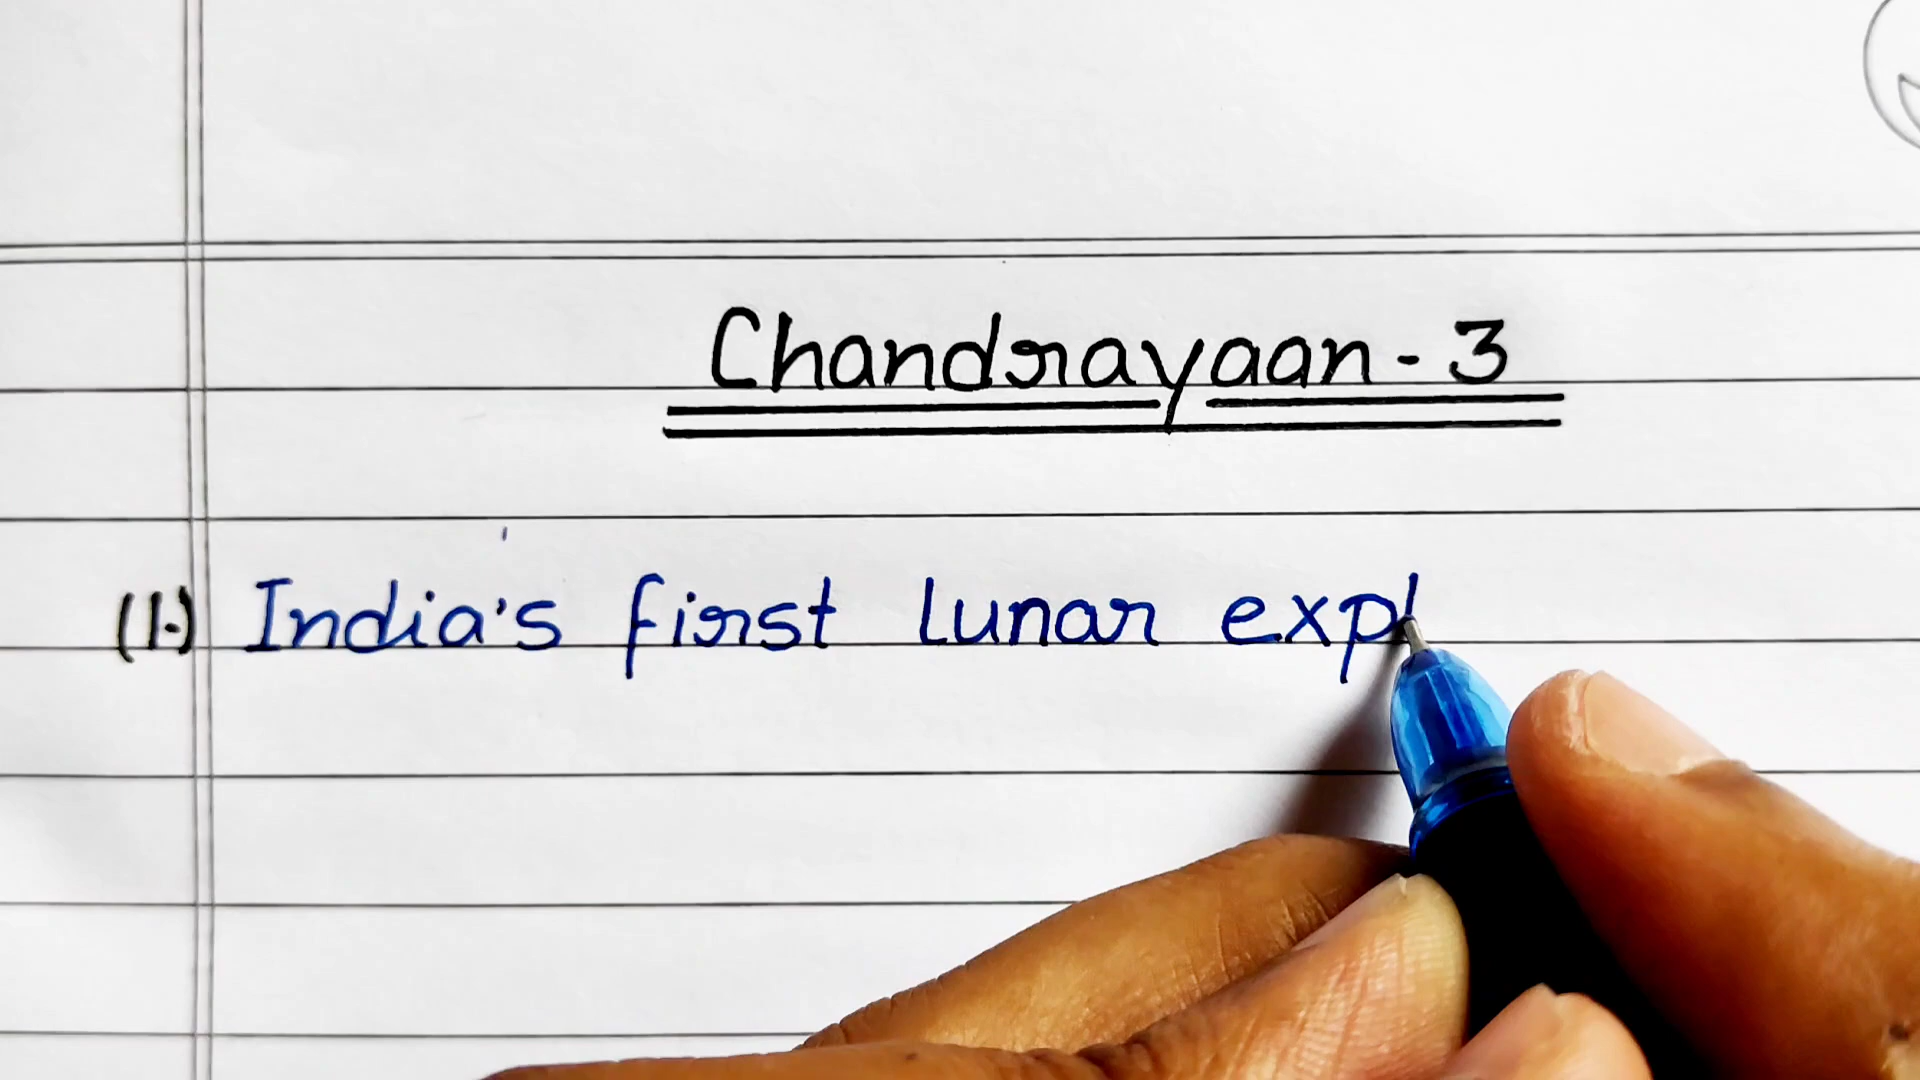 Chandrayaan - 3
(1.) India's first lunar expl